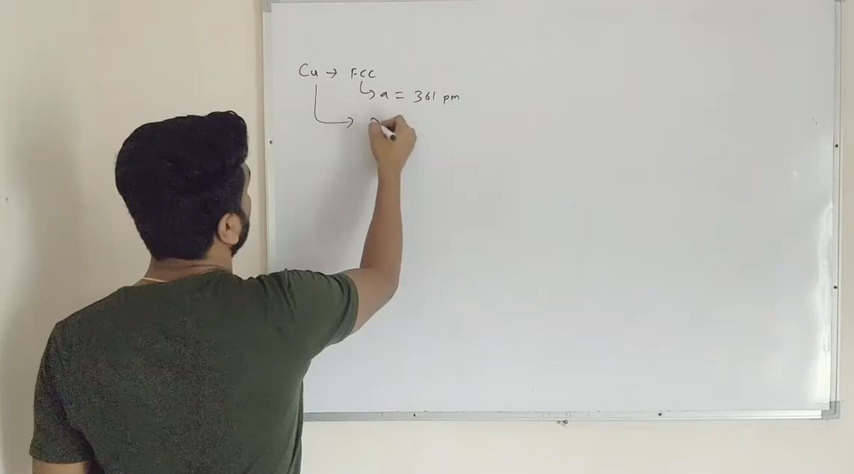 Cu → FCC
↳ a = 361 pm